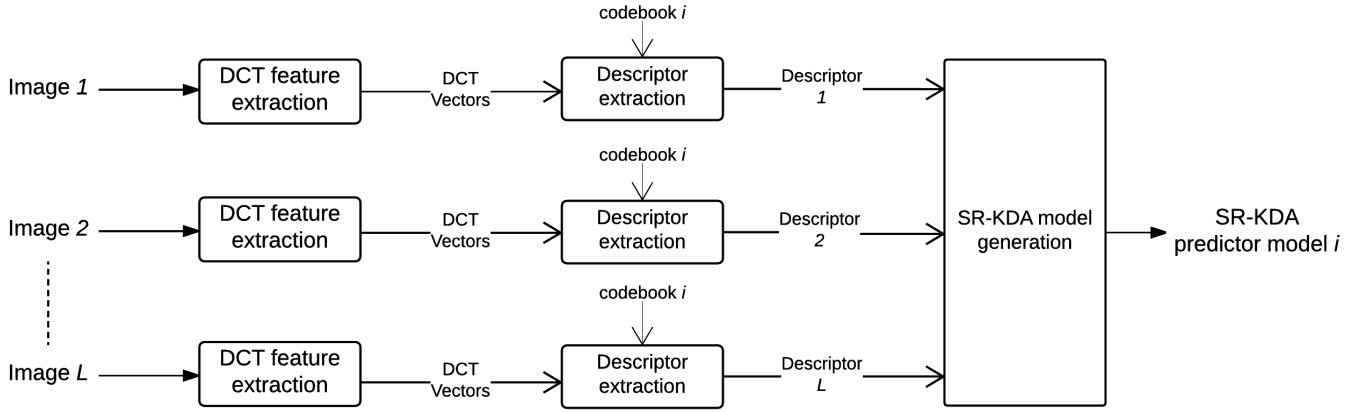 codebook i
Image 1
DCT feature
extraction
DCT
Vectors
Descriptor
extraction
Descriptor
1
codebook i
Image 2
DCT feature
extraction
DCT
Vectors
Descriptor
extraction
Descriptor
2
SR-KDA model
generation
SR-KDA
predictor model i
codebook i
Image L
DCT feature
extraction
DCT
Vectors
Descriptor
extraction
Descriptor
L